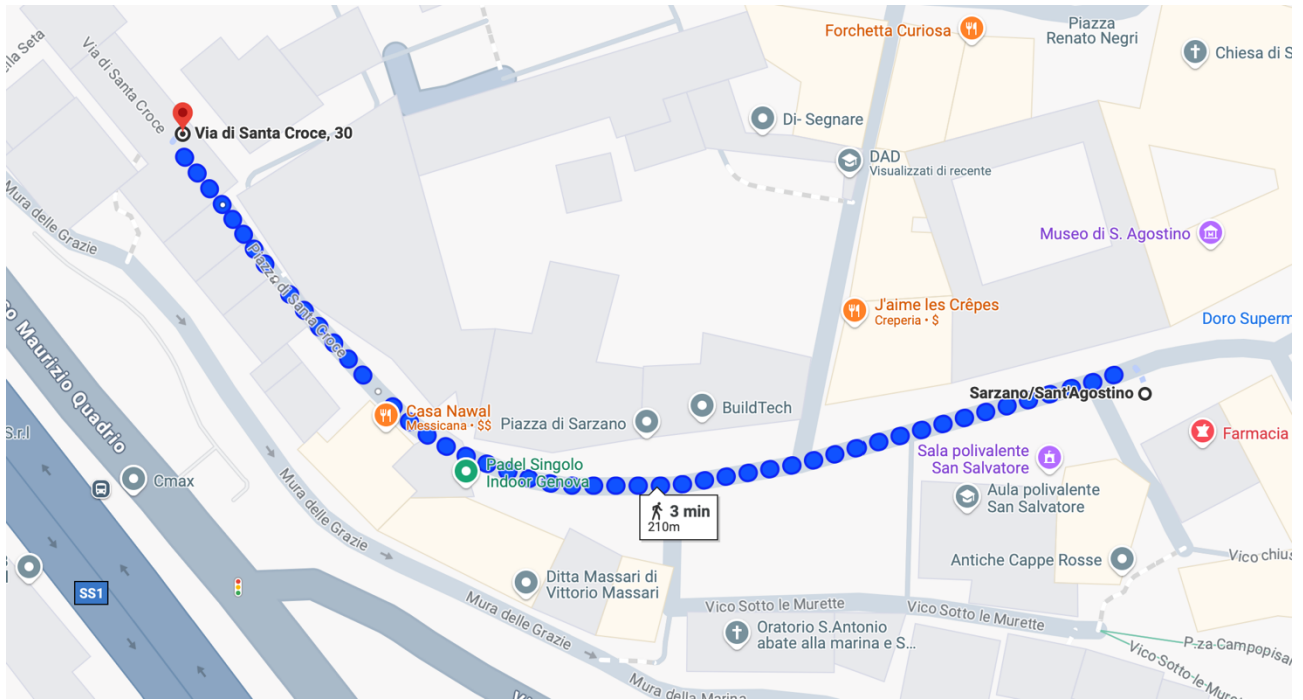 Forchetta Curiosa
Piazza
Renato Negri
Chiesa di S
Via di Santa Croce
Via di Santa Croce, 30
Di- Segnare
DAD
Visualizzati di recente
Mura delle Grazie
Museo di S. Agostino
Piazza di Santa Croce
J'aime les Crêpes
Creperia • $
Doro Superm
Maurizio Quadrio
Sarzano/Sant'Agostino
Casa Nawal
Messicana • $$
Piazza di Sarzano
BuildTech
Farmacia
S.r.l
Cmax
Padel Singolo
Indoor Genova
Sala polivalente
San Salvatore
Aula polivalente
San Salvatore
3 min
210m
Mura delle Grazie
Antiche Cappe Rosse
Vico chius
SS1
Ditta Massari di
Vittorio Massari
Vico Sotto le Murette
Vico Sotto le Murette
Mura delle Grazie
Oratorio S.Antonio
abate alla marina e S...
P.za Campopisan
Vico Sotto le
Mura della Marina